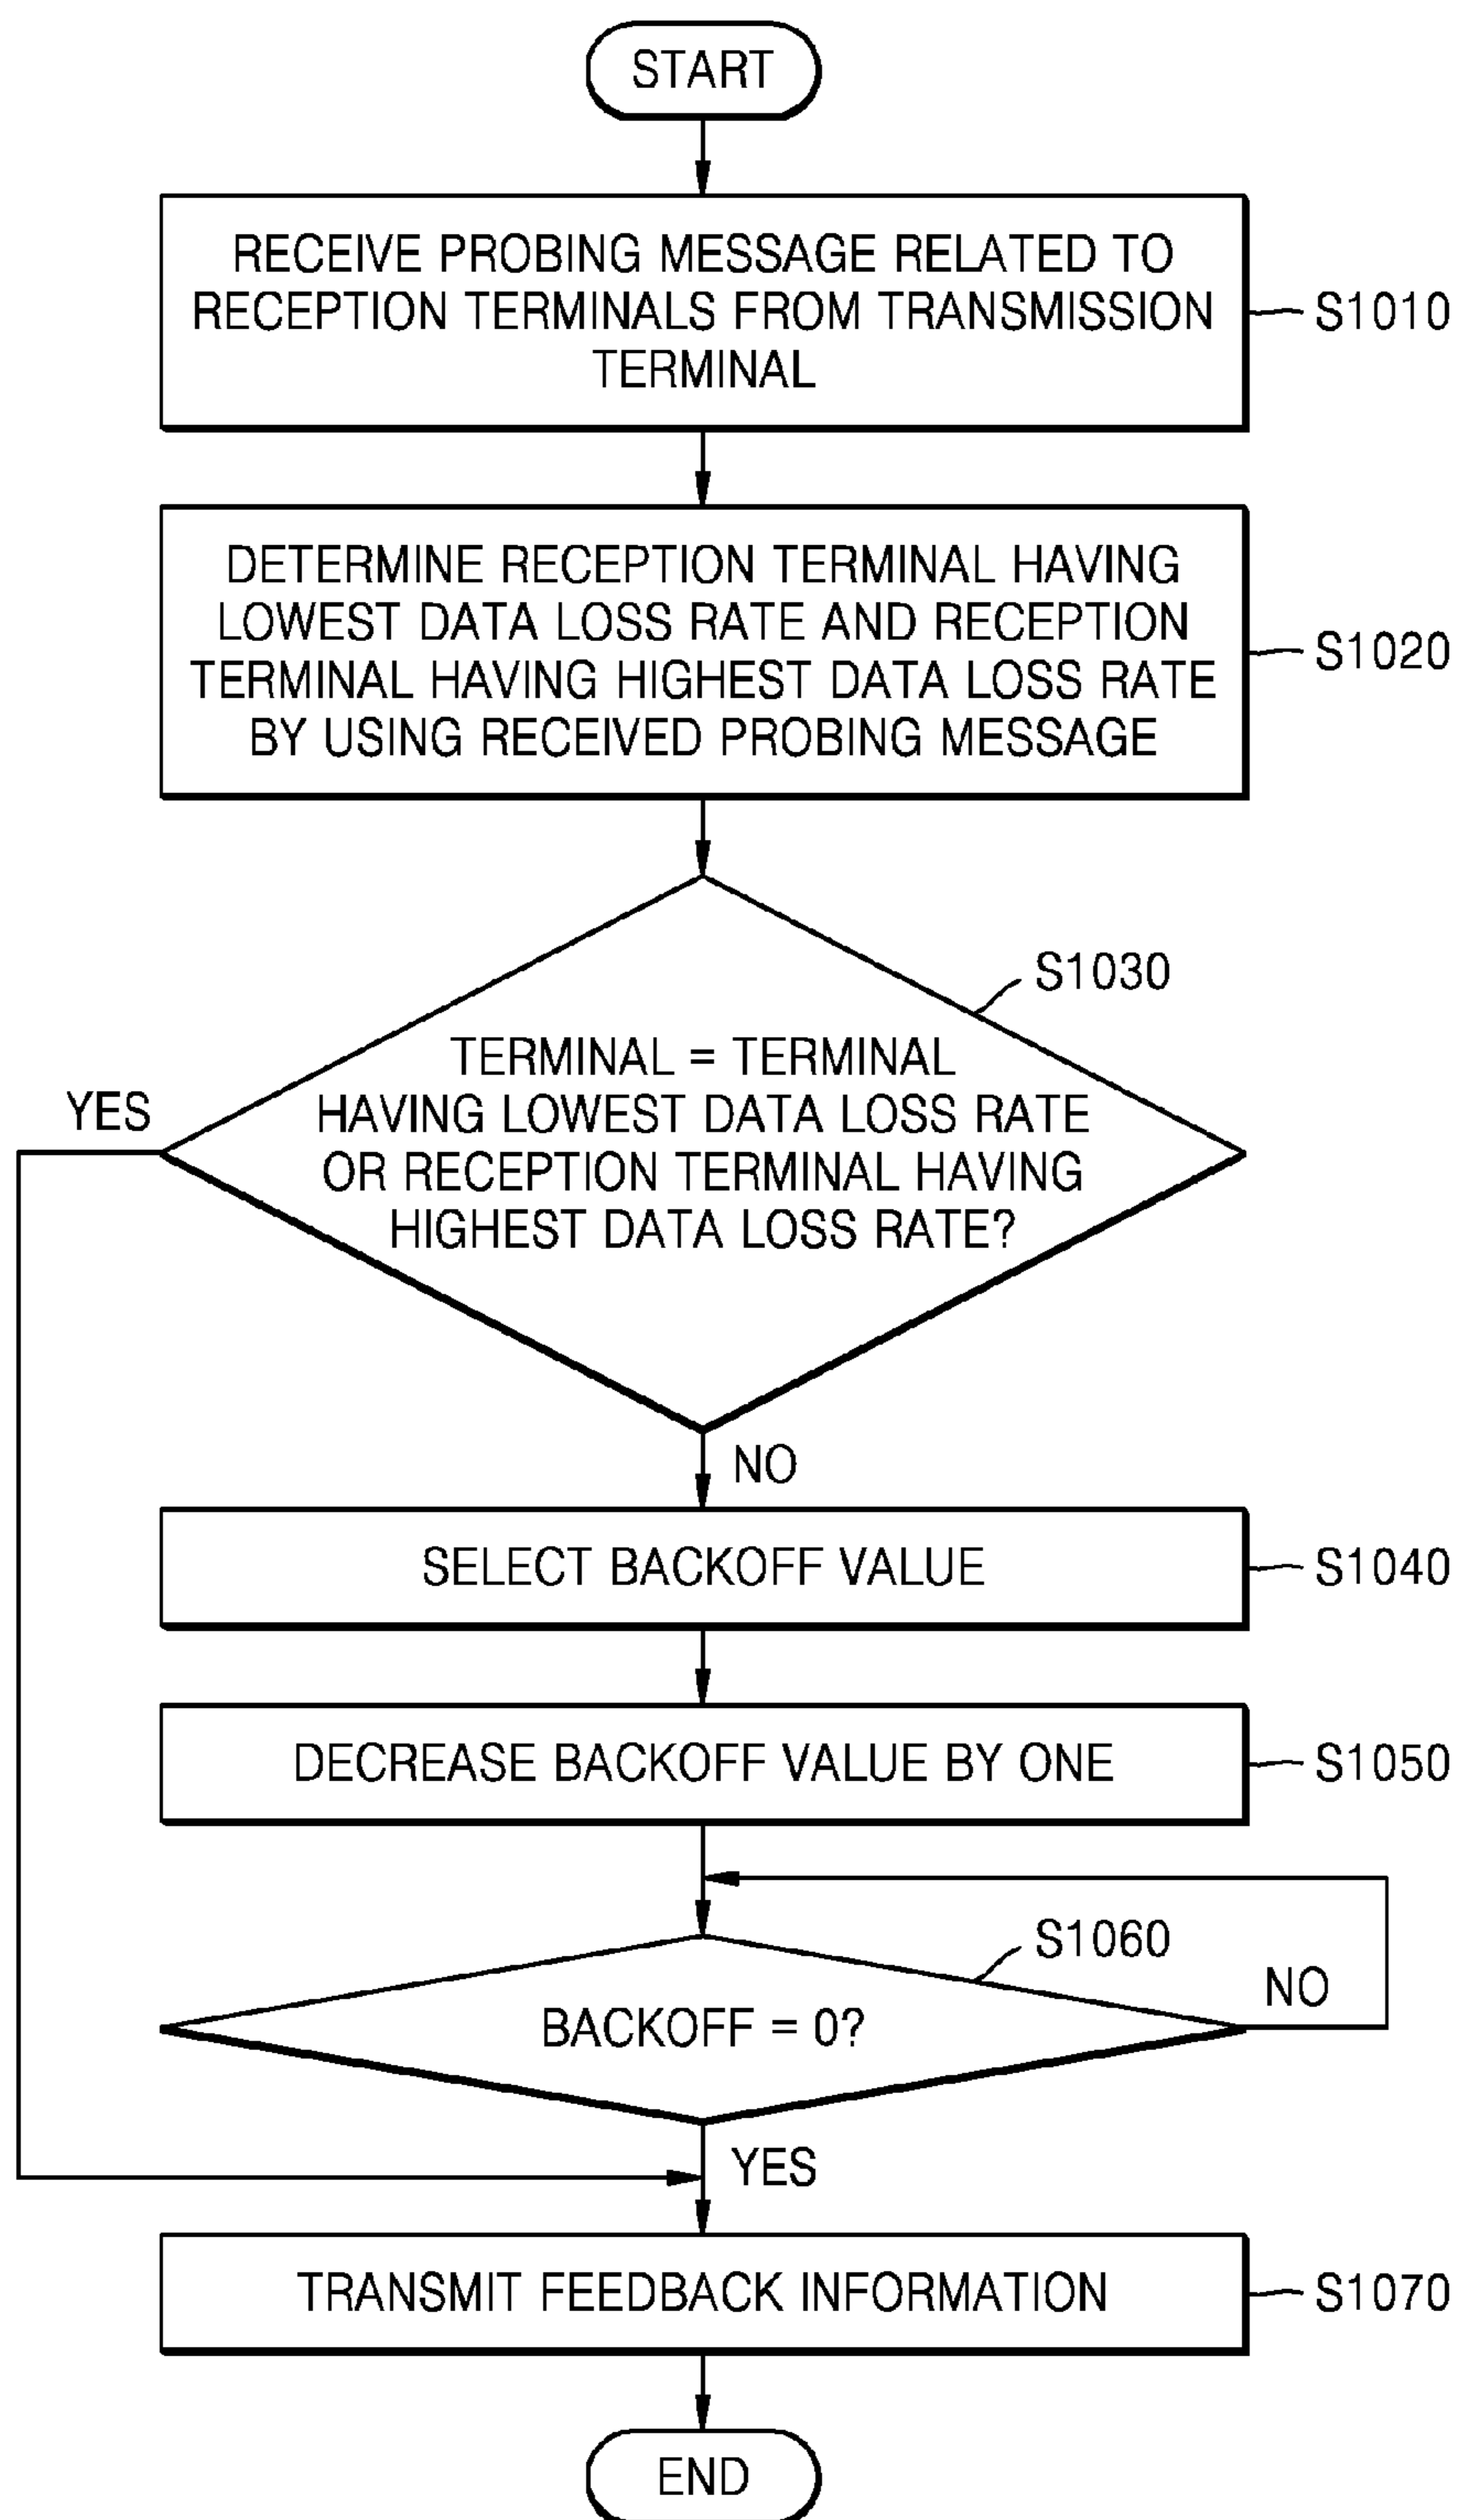 START
RECEIVE PROBING MESSAGE RELATED TO
RECEPTION TERMINALS FROM TRANSMISSION
TERMINAL
S1010
DETERMINE RECEPTION TERMINAL HAVING
LOWEST DATA LOSS RATE AND RECEPTION
TERMINAL HAVING HIGHEST DATA LOSS RATE
BY USING RECEIVED PROBING MESSAGE
S1020
S1030
TERMINAL = TERMINAL
HAVING LOWEST DATA LOSS RATE
OR RECEPTION TERMINAL HAVING
HIGHEST DATA LOSS RATE?
YES
NO
SELECT BACKOFF VALUE
S1040
DECREASE BACKOFF VALUE BY ONE
S1050
S1060
BACKOFF = 0?
NO
YES
TRANSMIT FEEDBACK INFORMATION
S1070
END